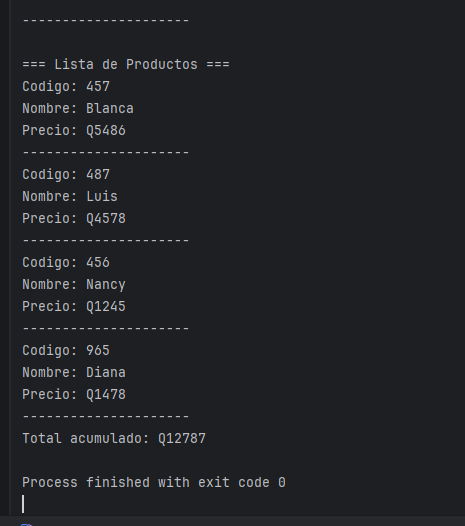 ---------------------
=== Lista de Productos ===
Codigo: 457
Nombre: Blanca
Precio: Q5486
---------------------
Codigo: 487
Nombre: Luis
Precio: Q4578
---------------------
Codigo: 456
Nombre: Nancy
Precio: Q1245
---------------------
Codigo: 965
Nombre: Diana
Precio: Q1478
---------------------
Total acumulado: Q12787
Process finished with exit code 0